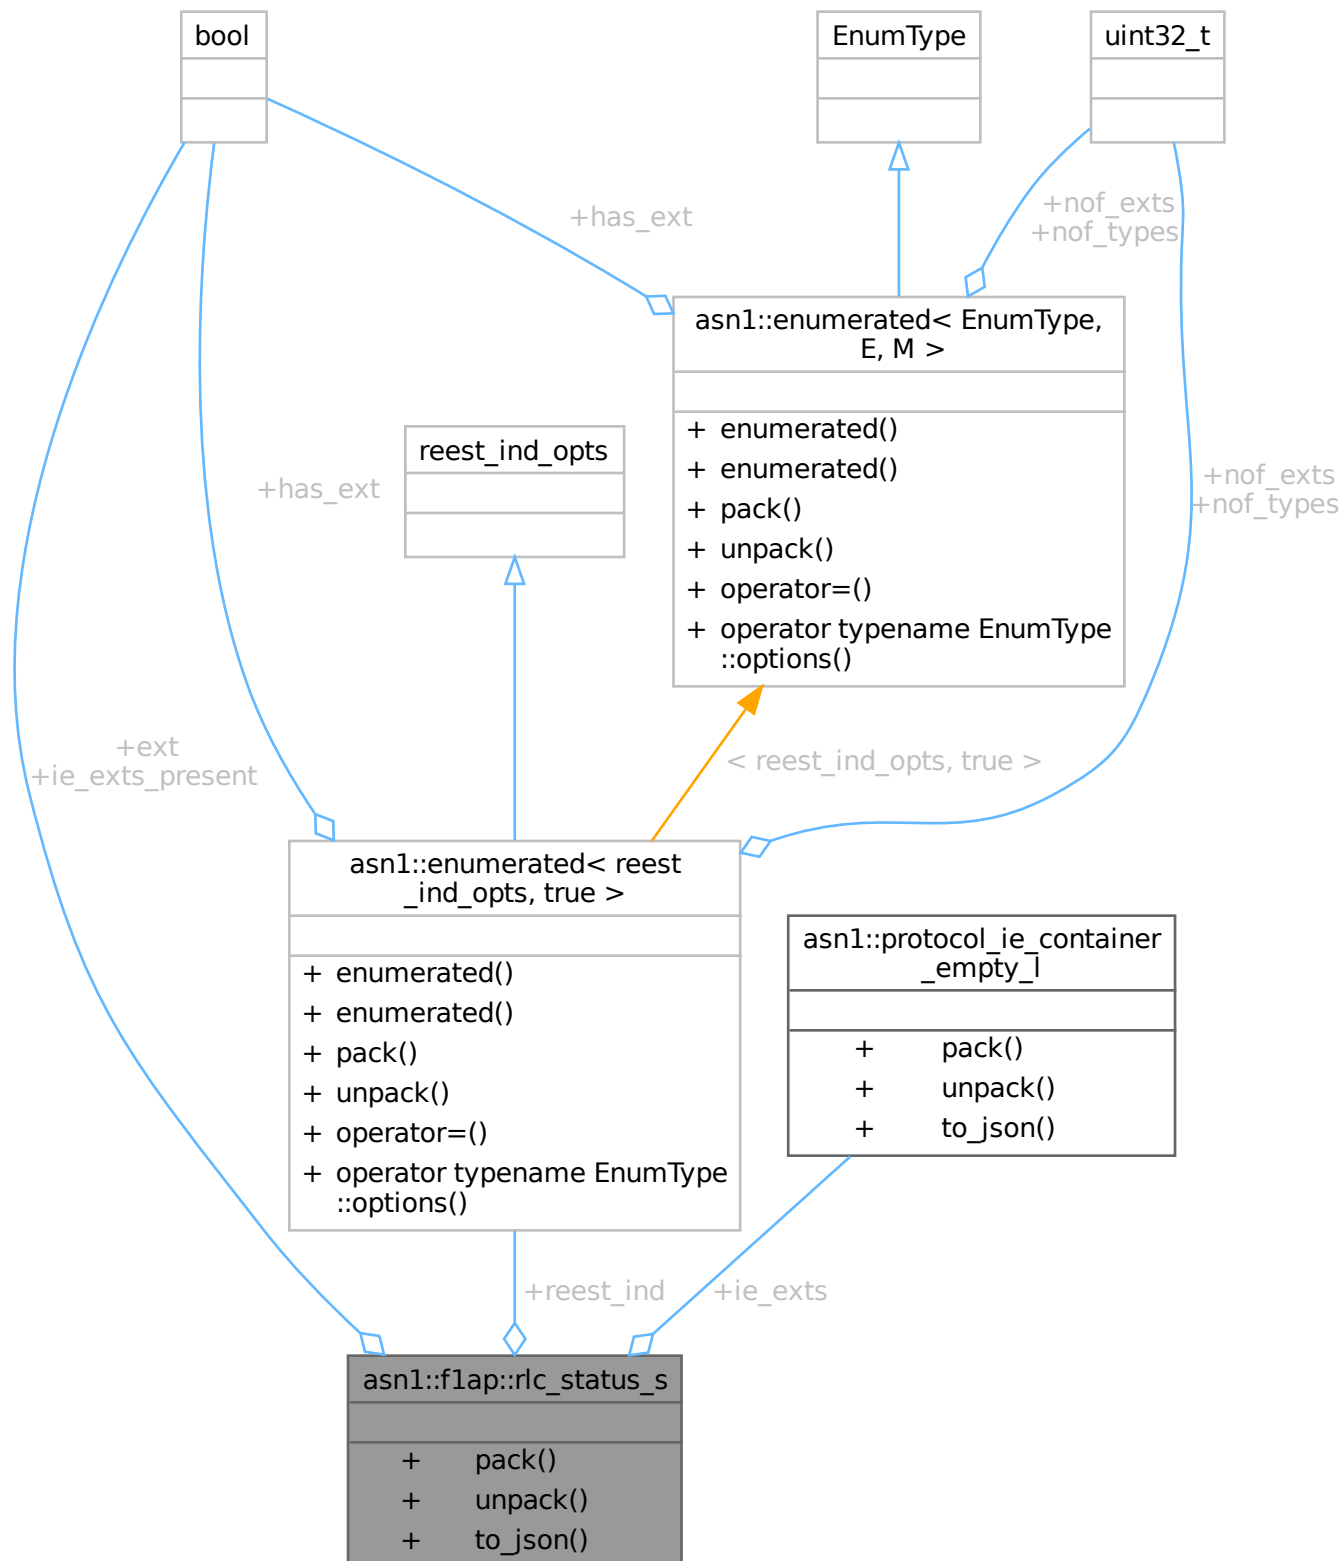 bool
EnumType
uint32_t
+has_ext
+nof_exts
+nof_types
asn1::enumerated< EnumType,
E, M >
+ enumerated()
+ enumerated()
+ pack()
+ unpack()
+ operator=()
+ operator typename EnumType
::options()
reest_ind_opts
+has_ext
+nof_exts
+nof_types
+ext
+ie_exts_present
< reest_ind_opts, true >
asn1::enumerated< reest
_ind_opts, true >
+ enumerated()
+ enumerated()
+ pack()
+ unpack()
+ operator=()
+ operator typename EnumType
::options()
asn1::protocol_ie_container
_empty_l
+ pack()
+ unpack()
+ to_json()
+reest_ind
+ie_exts
asn1::f1ap::rlc_status_s
+ pack()
+ unpack()
+ to_json()